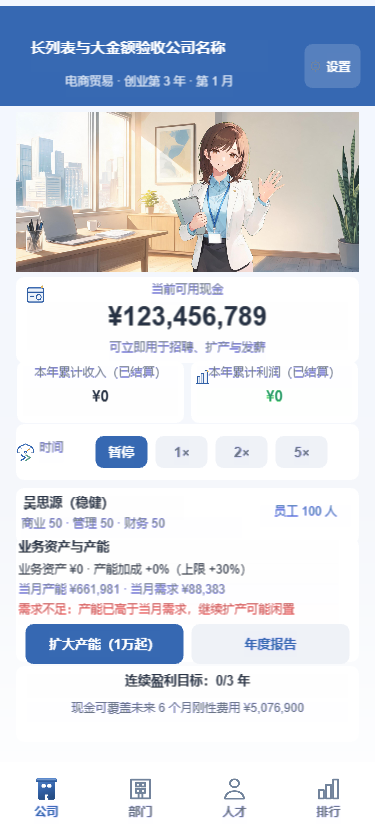 长列表与大金额验收公司名称
电商贸易 · 创业第 3 年 · 第 1 月
设置
当前可用现金
¥123,456,789
可立即用于招聘、扩产与发薪
本年累计收入（已结算）
¥0
本年累计利润（已结算）
¥0
时间
暂停
1×
2×
5×
吴思源（稳健）
商业 50 · 管理 50 · 财务 50
员工 100 人
业务资产与产能
业务资产 ¥0 · 产能加成 +0%（上限 +30%）
当月产能 ¥661,981 · 当月需求 ¥88,383
需求不足：产能已高于当月需求，继续扩产可能闲置
扩大产能（1万起）
年度报告
连续盈利目标：0/3 年
现金可覆盖未来 6 个月刚性费用 ¥5,076,900
公司
部门
人才
排行